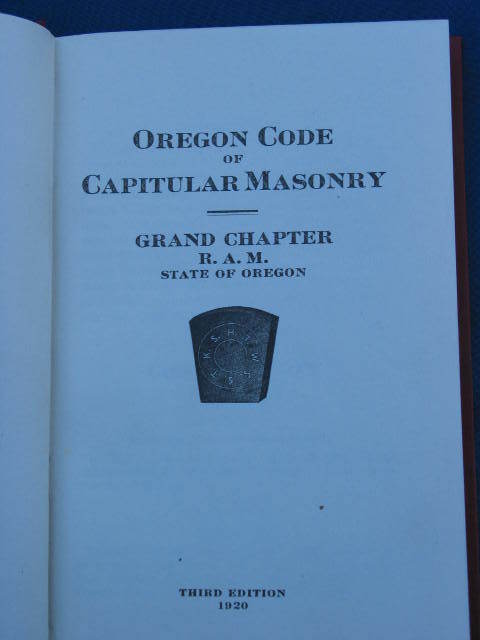 OREGON CODE
OF
CAPITULAR MASONRY
GRAND CHAPTER
R. A. M.
STATE OF OREGON
H T W S S T K S
THIRD EDITION
1920